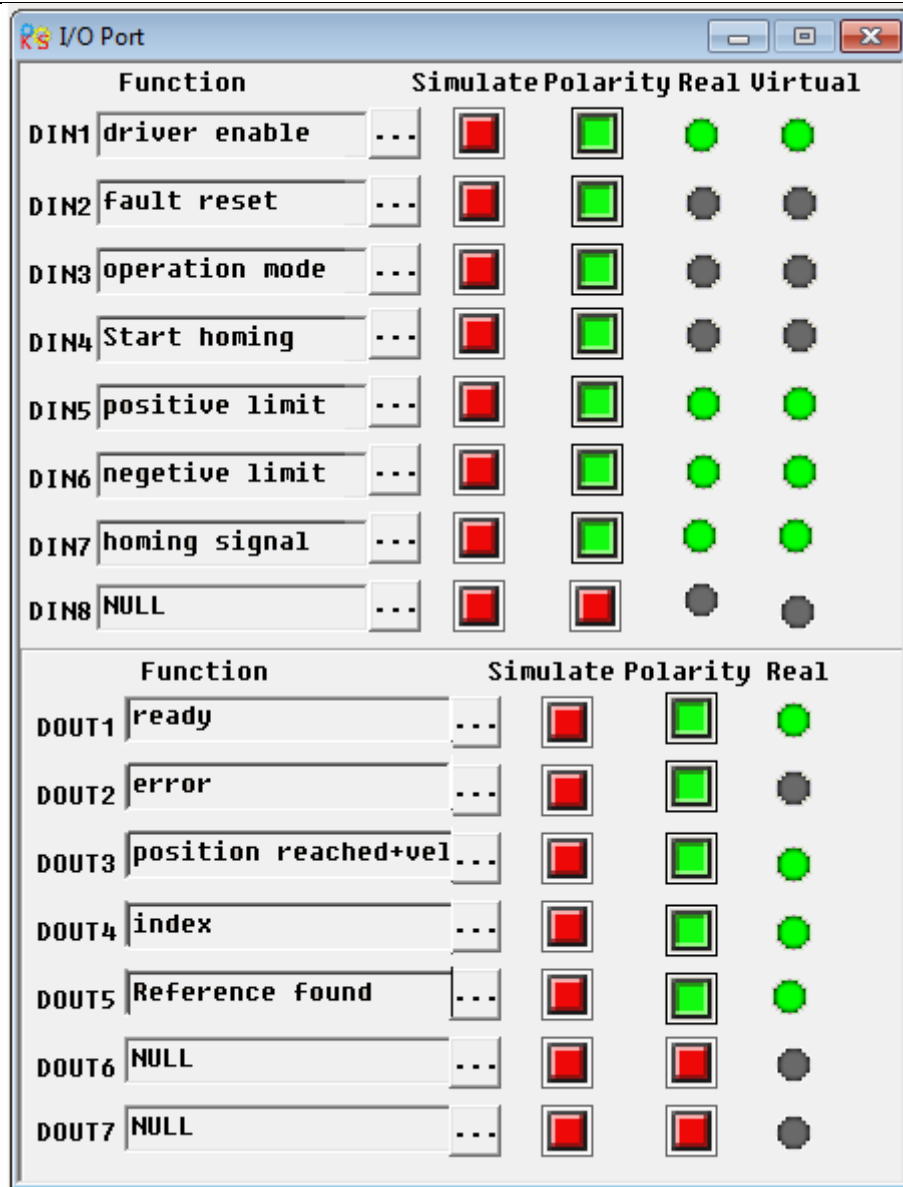 I/O Port
Function Simulate Polarity Real Virtual
DIN1 driver enable ...
DIN2 fault reset ...
DIN3 operation mode ...
DIN4 Start homing ...
DIN5 positive limit ...
DIN6 negetive limit ...
DIN7 homing signal ...
DIN8 NULL ...
Function Simulate Polarity Real
DOUT1 ready ...
DOUT2 error ...
DOUT3 position reached+vel ...
DOUT4 index ...
DOUT5 Reference found ...
DOUT6 NULL ...
DOUT7 NULL ...